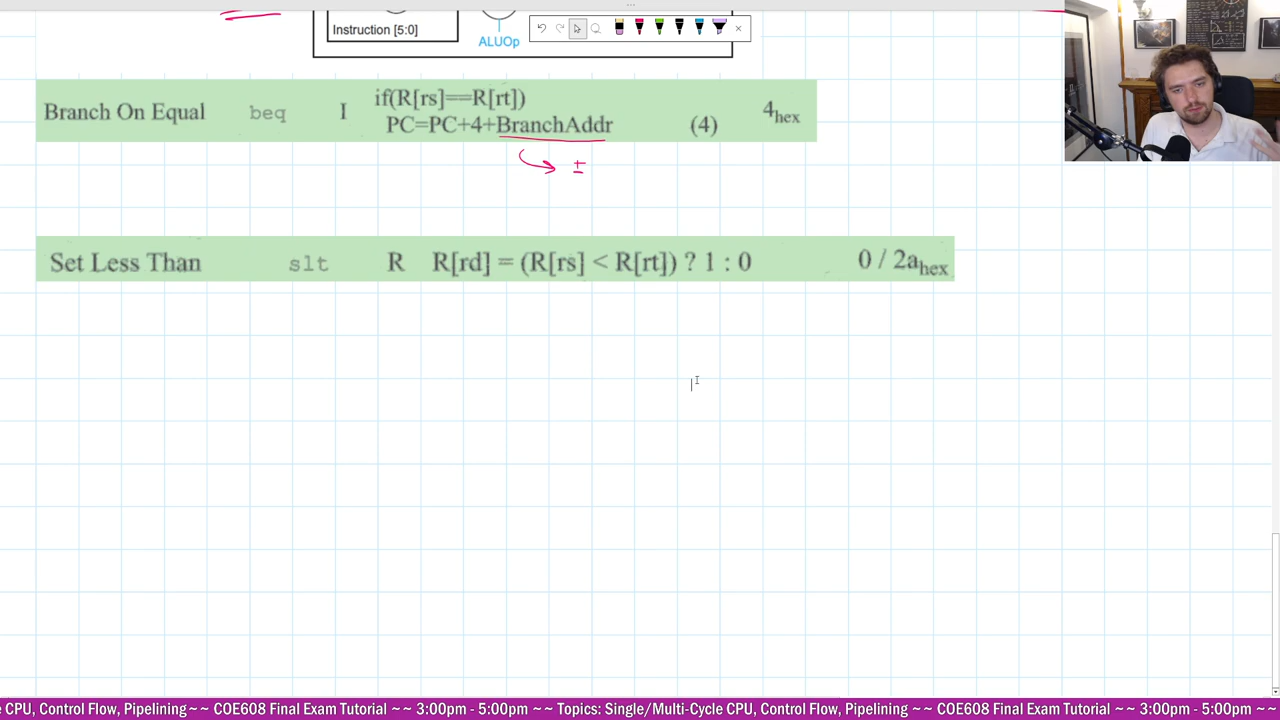 Instruction [5:0]
ALUOp
Branch On Equal beq I if(R[rs]==R[rt])
PC=PC+4+BranchAddr (4) 4hex
±
Set Less Than slt R R[rd] = (R[rs] < R[rt]) ? 1 : 0 0 / 2ahex
e CPU, Control Flow, Pipelining~~ COE608 Final Exam Tutorial ~~ 3:00pm - 5:00pm ~~ Topics: Single/Multi-Cycle CPU, Control Flow, Pipelining~~ COE608 Final Exam Tutorial ~~ 3:00pm - 5:00pm ~~